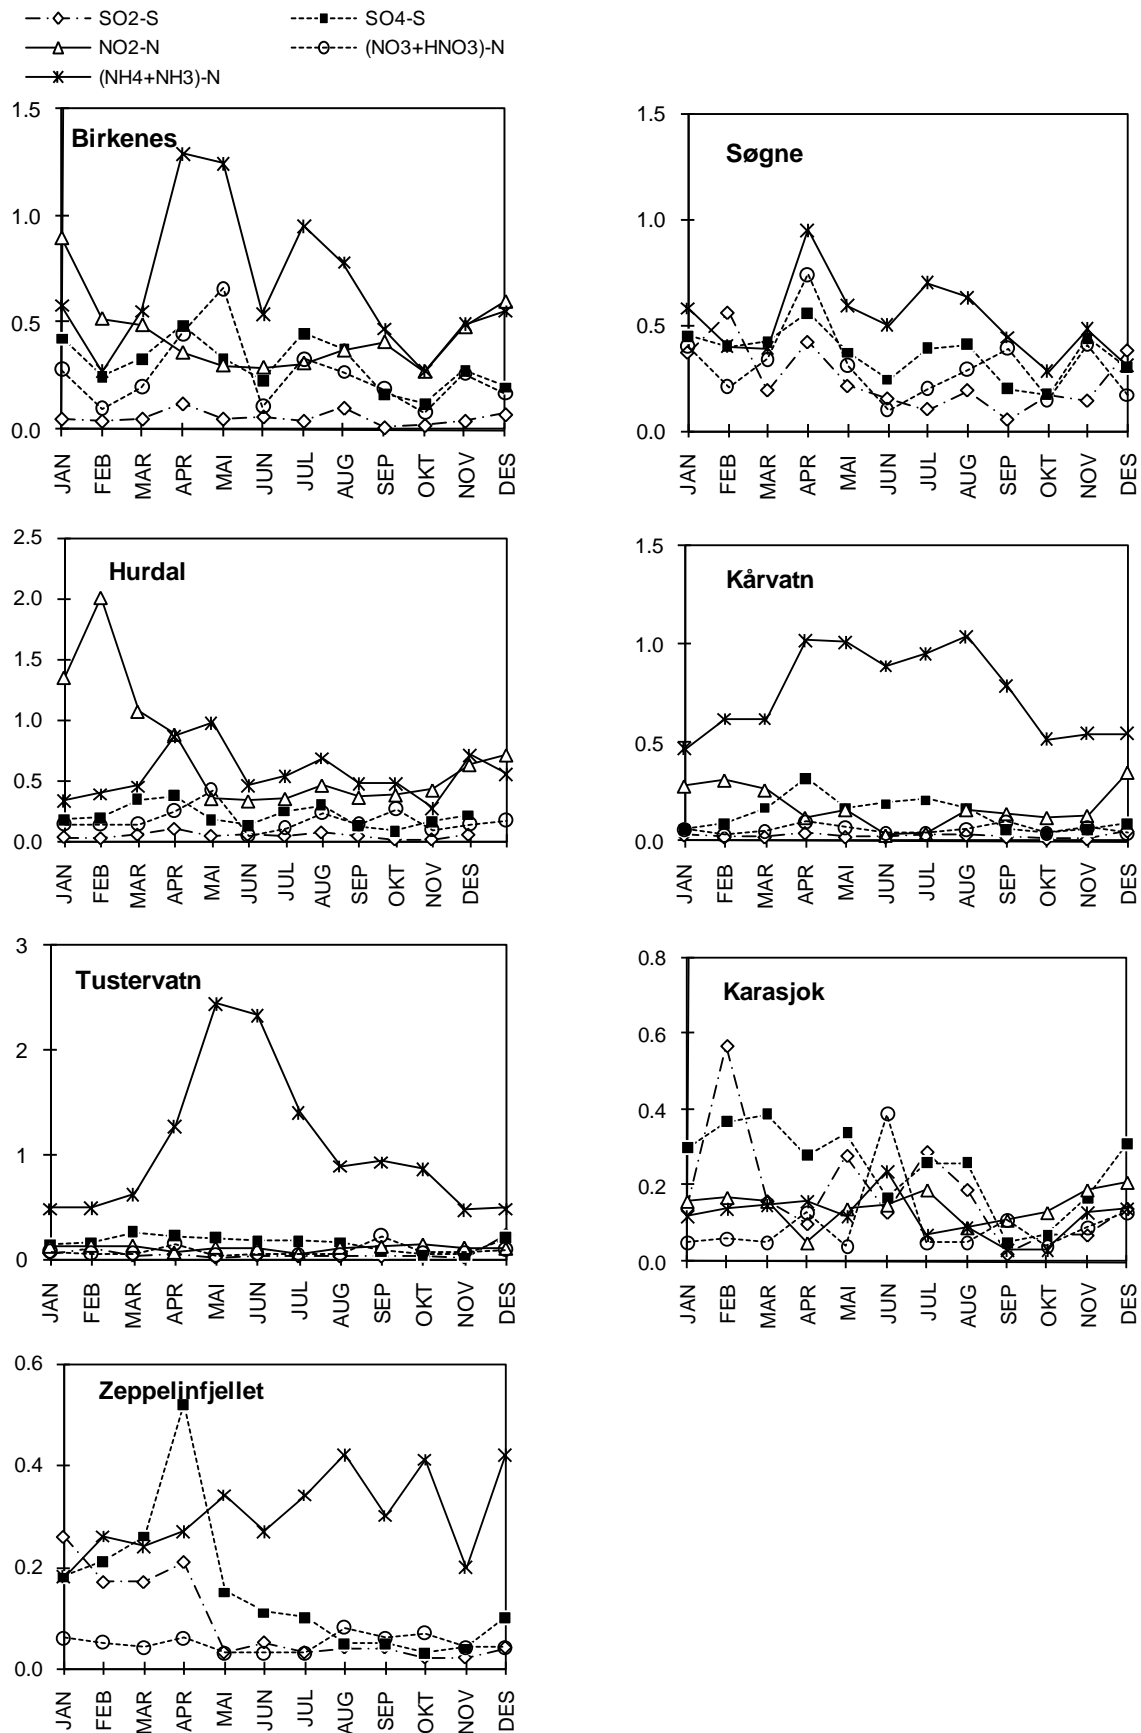 SO2-S
SO4-S
NO2-N
(NO3+HNO3)-N
(NH4+NH3)-N
Birkenes
1.5
1.0
0.5
0.0
JAN FEB MAR APR MAI JUN JUL AUG SEP OKT NOV DES
Søgne
1.5
1.0
0.5
0.0
JAN FEB MAR APR MAI JUN JUL AUG SEP OKT NOV DES
Hurdal
2.5
2.0
1.5
1.0
0.5
0.0
JAN FEB MAR APR MAI JUN JUL AUG SEP OKT NOV DES
Kårvatn
1.5
1.0
0.5
0.0
JAN FEB MAR APR MAI JUN JUL AUG SEP OKT NOV DES
Tustervatn
3
2
1
0
JAN FEB MAR APR MAI JUN JUL AUG SEP OKT NOV DES
Karasjok
0.8
0.6
0.4
0.2
0.0
JAN FEB MAR APR MAI JUN JUL AUG SEP OKT NOV DES
Zeppelinfjellet
0.6
0.4
0.2
0.0
JAN FEB MAR APR MAI JUN JUL AUG SEP OKT NOV DES